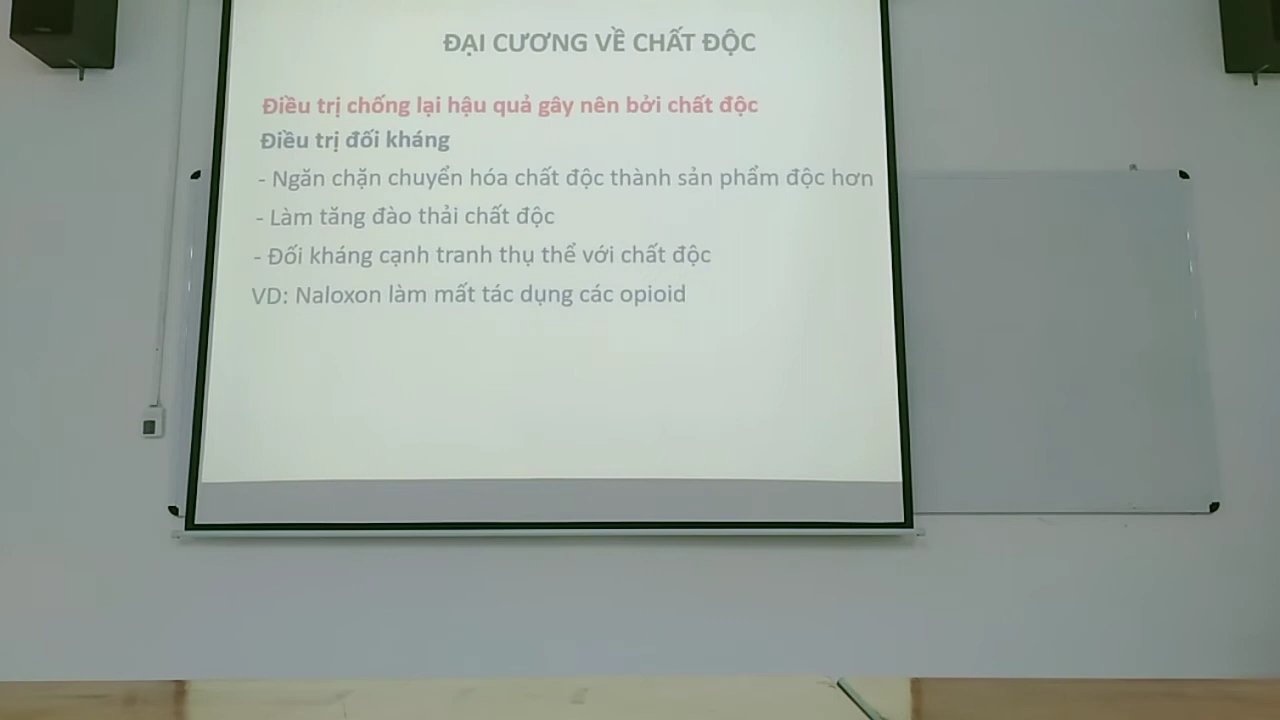 ĐẠI CƯƠNG VỀ CHẤT ĐỘC
Điều trị chống lại hậu quả gây nên bởi chất độc
Điều trị đối kháng
- Ngăn chặn chuyển hóa chất độc thành sản phẩm độc hơn
- Làm tăng đào thải chất độc
- Đối kháng cạnh tranh thụ thể với chất độc
VD: Naloxon làm mất tác dụng các opioid